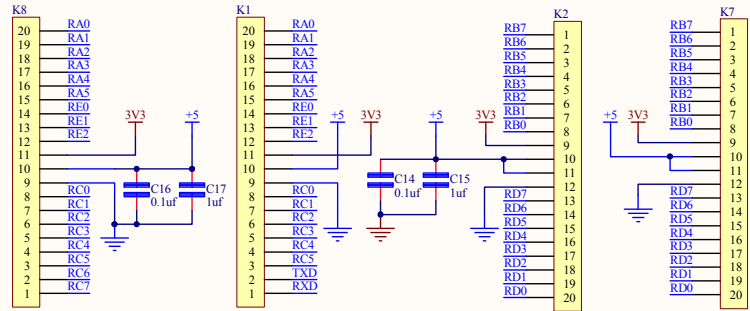 K8
20 RA0
19 RA1
18 RA2
17 RA3
16 RA4
15 RA5
14 RE0
13 RE1
12 RE2
11
10
9
8 RC0
7 RC1
6 RC2
5 RC3
4 RC4
3 RC5
2 RC6
1 RC7
3V3
+5
C16
0.1uf
C17
1uf
K1
20 RA0
19 RA1
18 RA2
17 RA3
16 RA4
15 RA5
14 RE0
13 RE1
12 RE2
11
10
9
8 RC0
7 RC1
6 RC2
5 RC3
4 RC4
3 RC5
2 TXD
1 RXD
+5
3V3
C14
0.1uf
+5
C15
1uf
3V3
K2
RB7 1
RB6 2
RB5 3
RB4 4
RB3 5
RB2 6
RB1 7
RB0 8
9
10
11
12
RD7 13
RD6 14
RD5 15
RD4 16
RD3 17
RD2 18
RD1 19
RD0 20
+5
3V3
K7
RB7 1
RB6 2
RB5 3
RB4 4
RB3 5
RB2 6
RB1 7
RB0 8
9
10
11
12
RD7 13
RD6 14
RD5 15
RD4 16
RD3 17
RD2 18
RD1 19
RD0 20